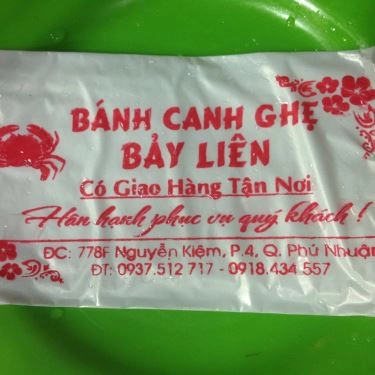 BÁNH CANH GHẸ
BẢY LIÊN
Có Giao Hàng Tận Nơi
Hân hạnh phục vụ quý khách !
ĐC: 778F Nguyễn Kiệm, P.4, Q. Phú Nhuận
ĐT: 0937.512 717 - 0918.434 557